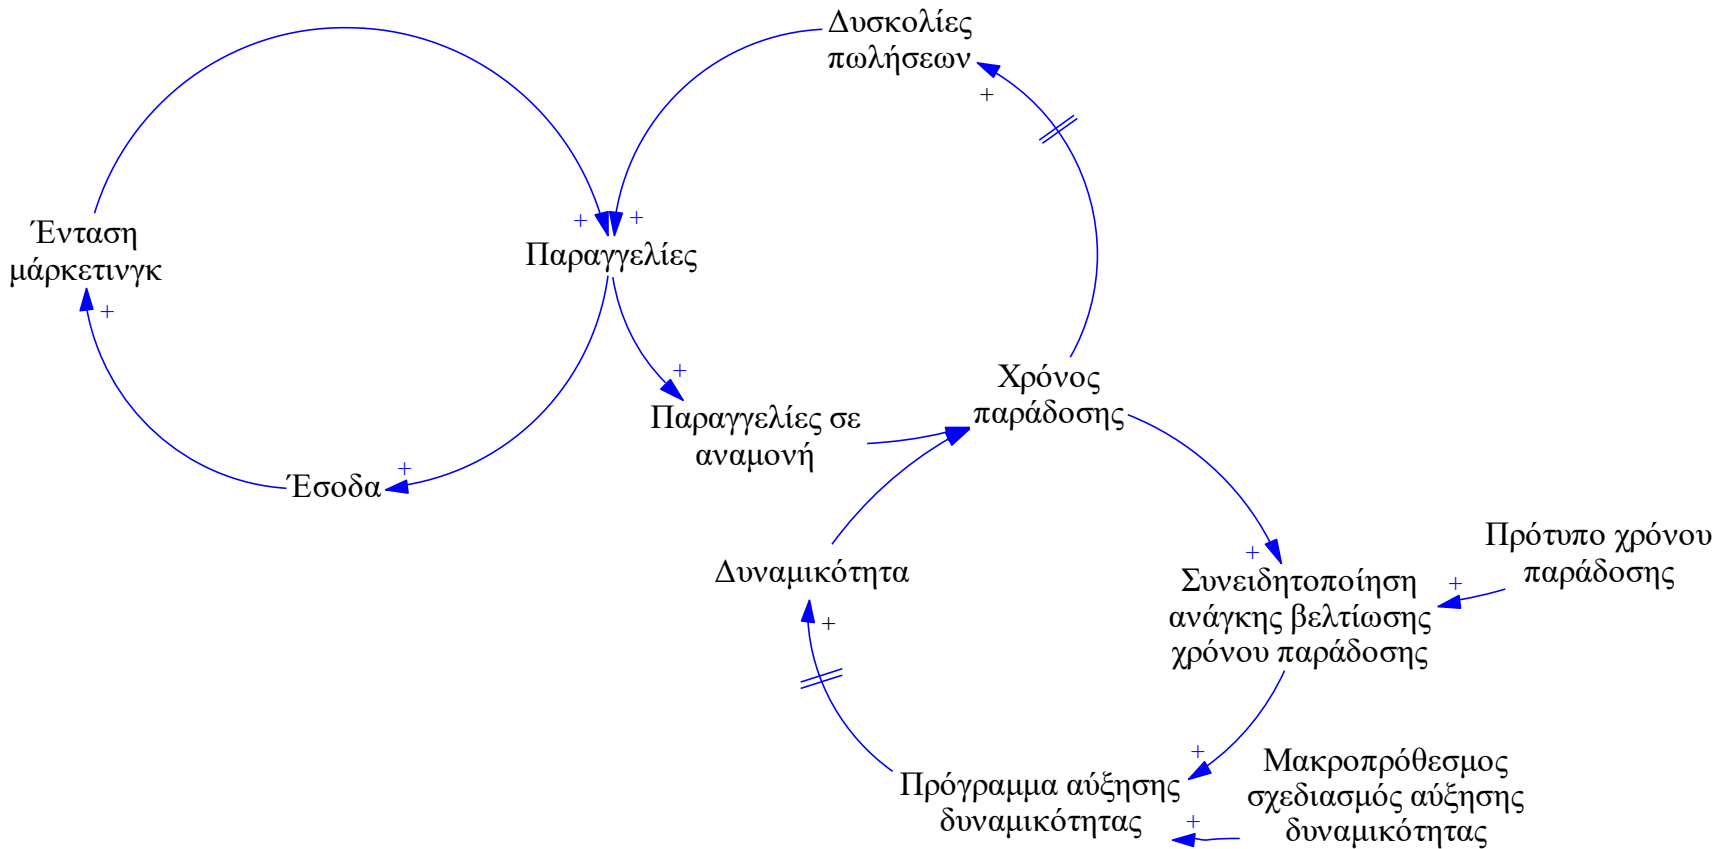 Δυσκολίες
πωλήσεων
+
+
+
Ένταση
μάρκετινγκ
Παραγγελίες
+
+
Χρόνος
παράδοσης
Παραγγελίες σε
αναμονή
+
Έσοδα
Δυναμικότητα
+
Συνειδητοποίηση
ανάγκης βελτίωσης
χρόνου παράδοσης
Πρότυπο χρόνου
παράδοσης
+
+
+
Πρόγραμμα αύξησης
δυναμικότητας
Μακροπρόθεσμος
σχεδιασμός αύξησης
δυναμικότητας
+